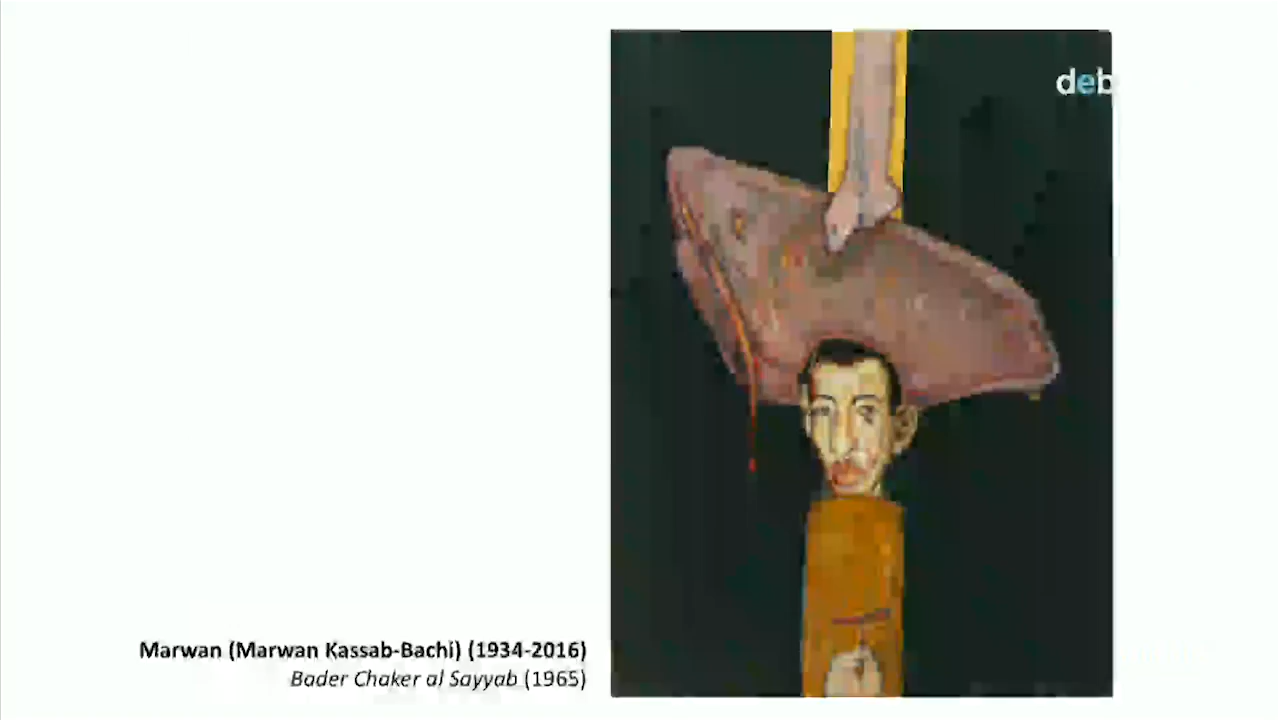 deb
Marwan (Marwan Kassab-Bachi) (1934-2016)
Bader Chaker al Sayyab (1965)